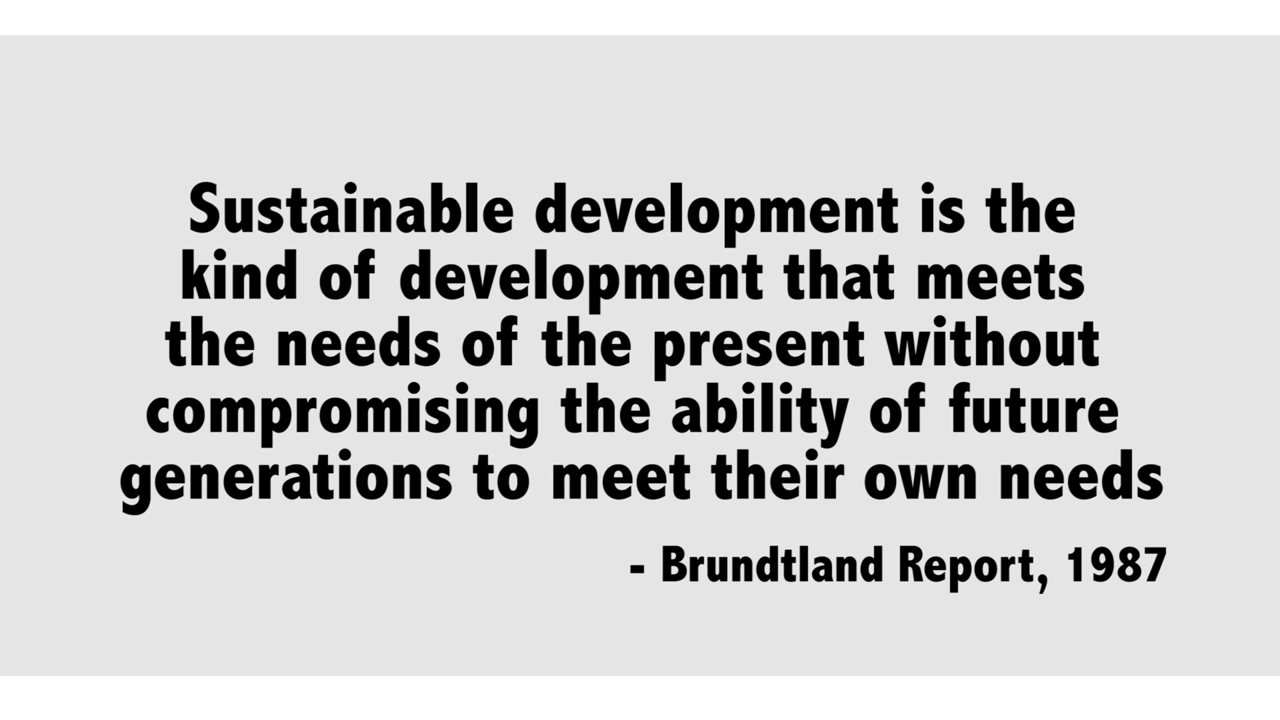 Sustainable development is the
kind of development that meets
the needs of the present without
compromising the ability of future
generations to meet their own needs
- Brundtland Report, 1987